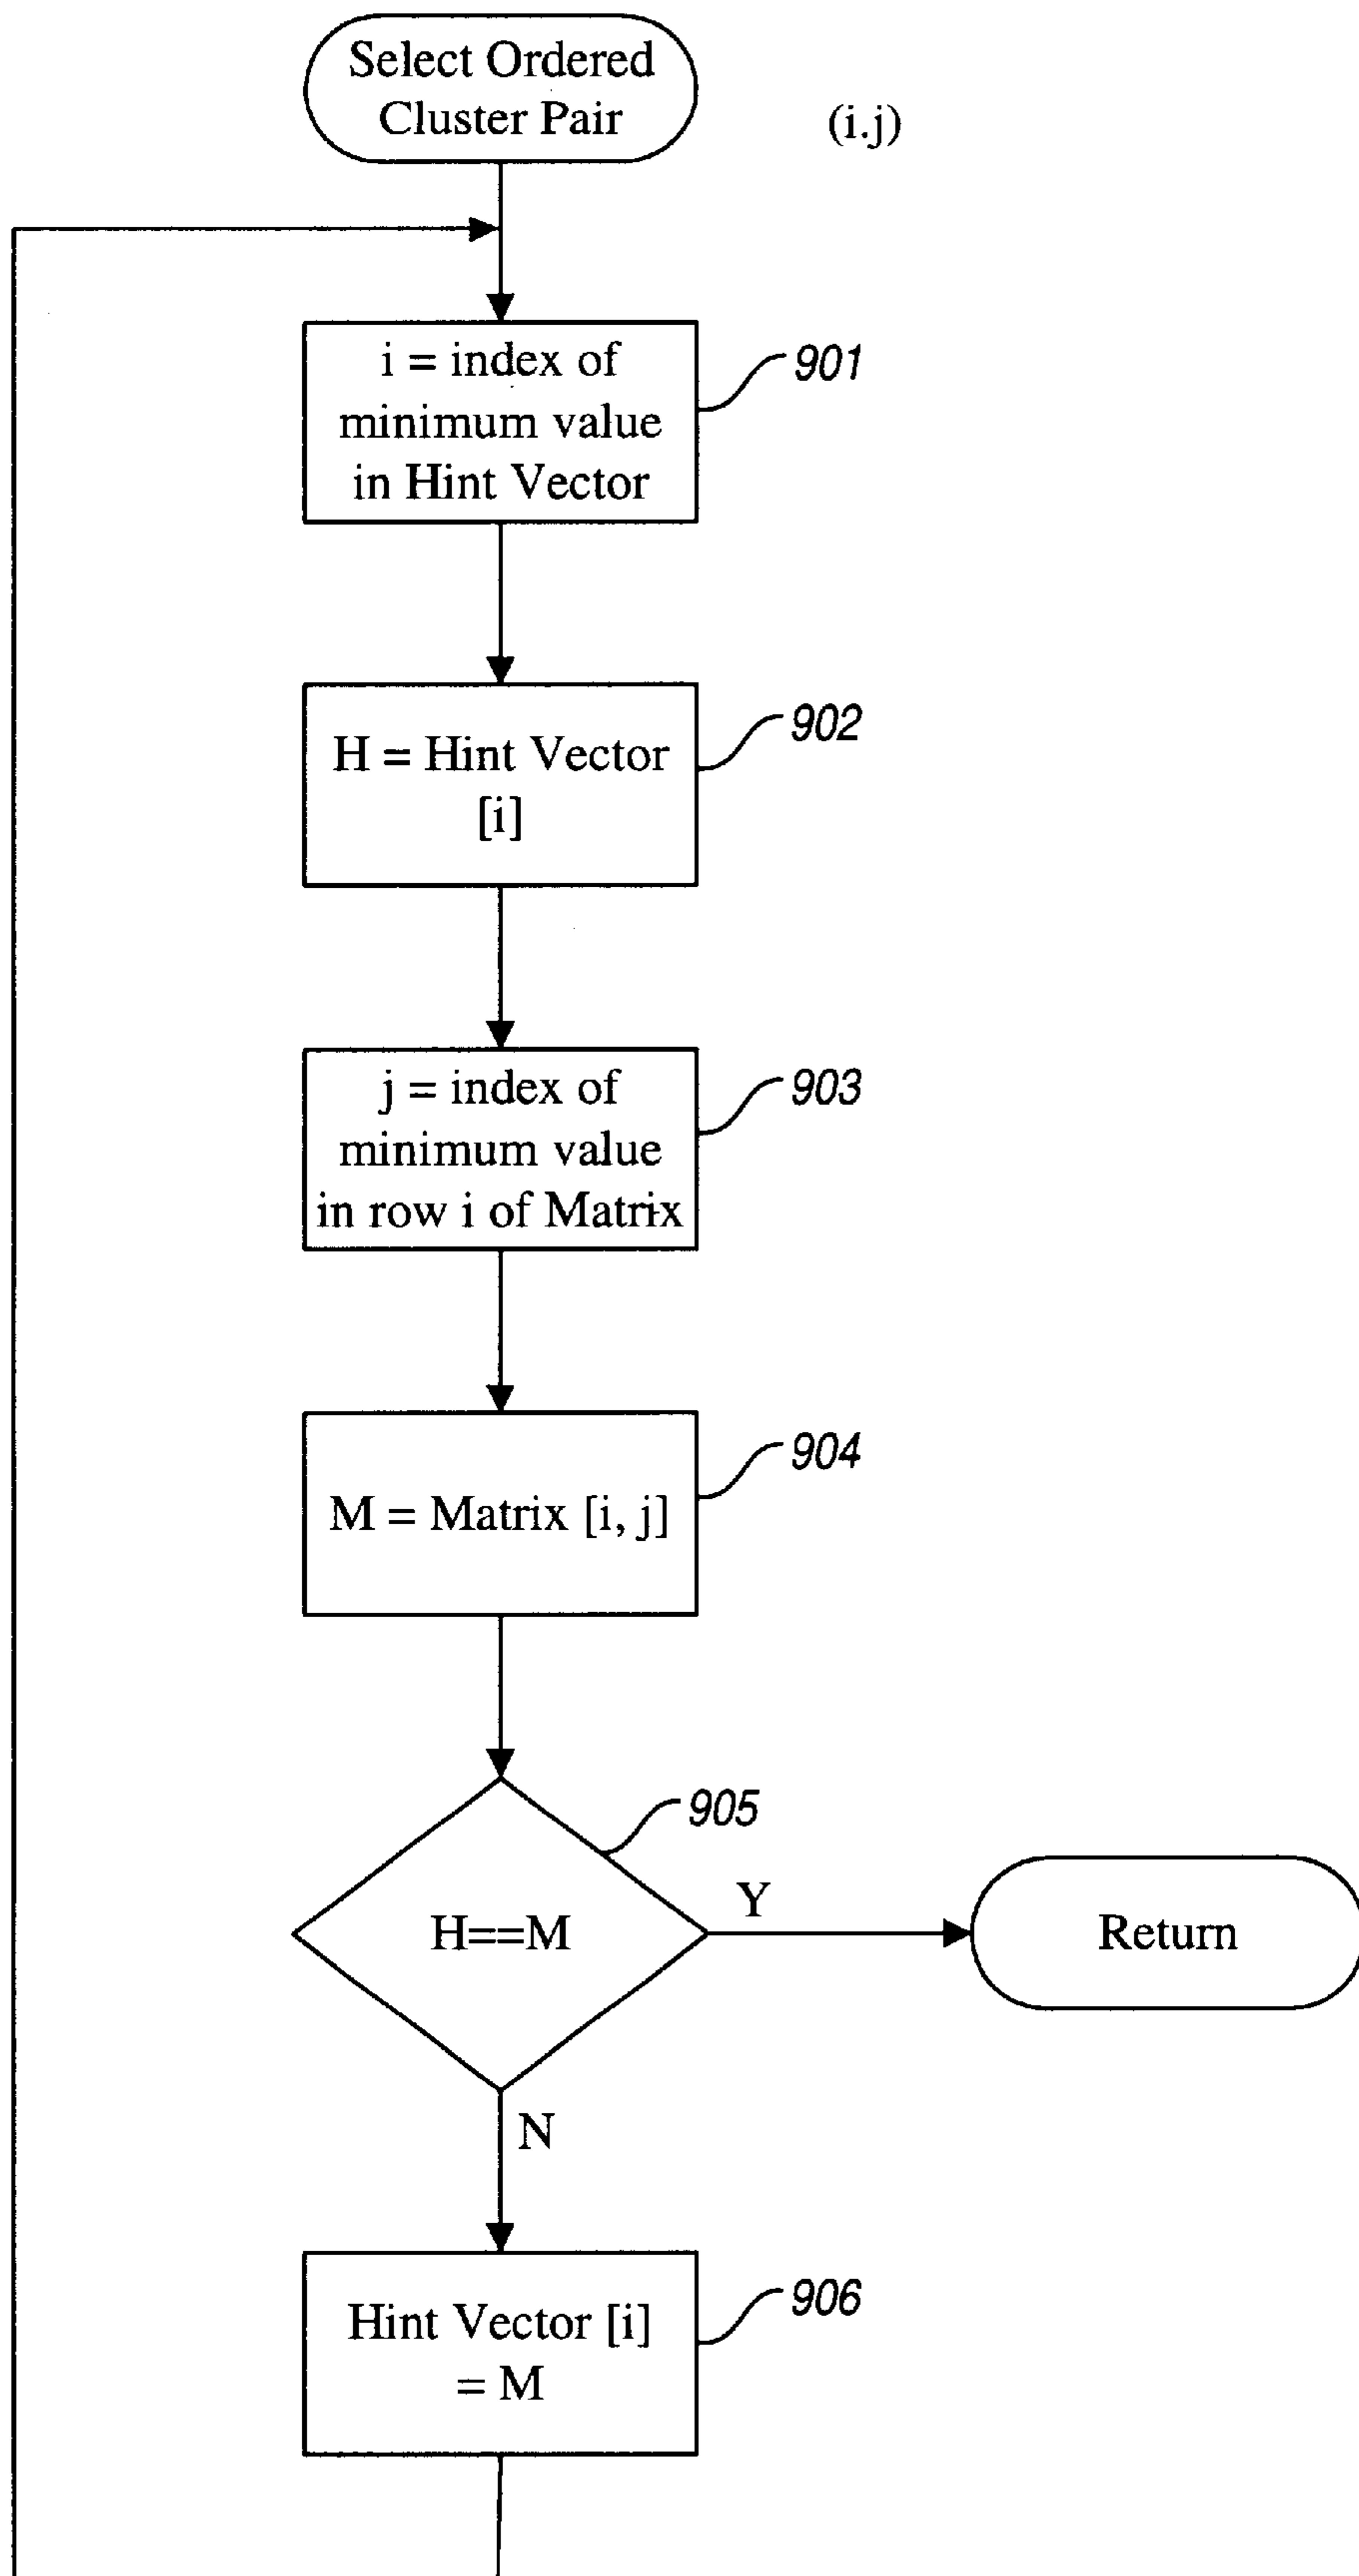 Select Ordered
Cluster Pair
(i.j)
i = index of
minimum value
in Hint Vector
901
H = Hint Vector
[i]
902
j = index of
minimum value
in row i of Matrix
903
M = Matrix [i, j]
904
905
H==M
Y
Return
N
Hint Vector [i]
= M
906